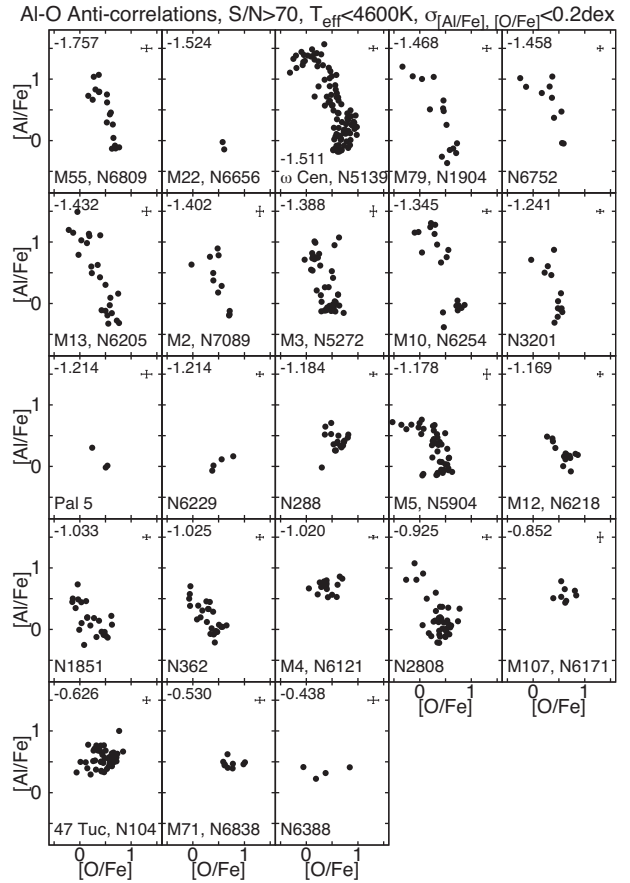 Al-O Anti-correlations, S/N>70, T_eff<4600K, σ_[Al/Fe], [O/Fe]<0.2dex
-1.757 -1.524 -1.511 -1.468 -1.458
[Al/Fe] 1 0
M55, N6809 M22, N6656 ω Cen, N5139 M79, N1904 N6752
-1.432 -1.402 -1.388 -1.345 -1.241
[Al/Fe] 1 0
M13, N6205 M2, N7089 M3, N5272 M10, N6254 N3201
-1.214 -1.214 -1.184 -1.178 -1.169
[Al/Fe] 1 0
Pal 5 N6229 N288 M5, N5904 M12, N6218
-1.033 -1.025 -1.020 -0.925 -0.852
[Al/Fe] 1 0
N1851 N362 M4, N6121 N2808 M107, N6171
0 1 0 1
[O/Fe] [O/Fe]
-0.626 -0.530 -0.438
[Al/Fe] 1 0
47 Tuc, N104 M71, N6838 N6388
0 1 0 1 0 1
[O/Fe] [O/Fe] [O/Fe]